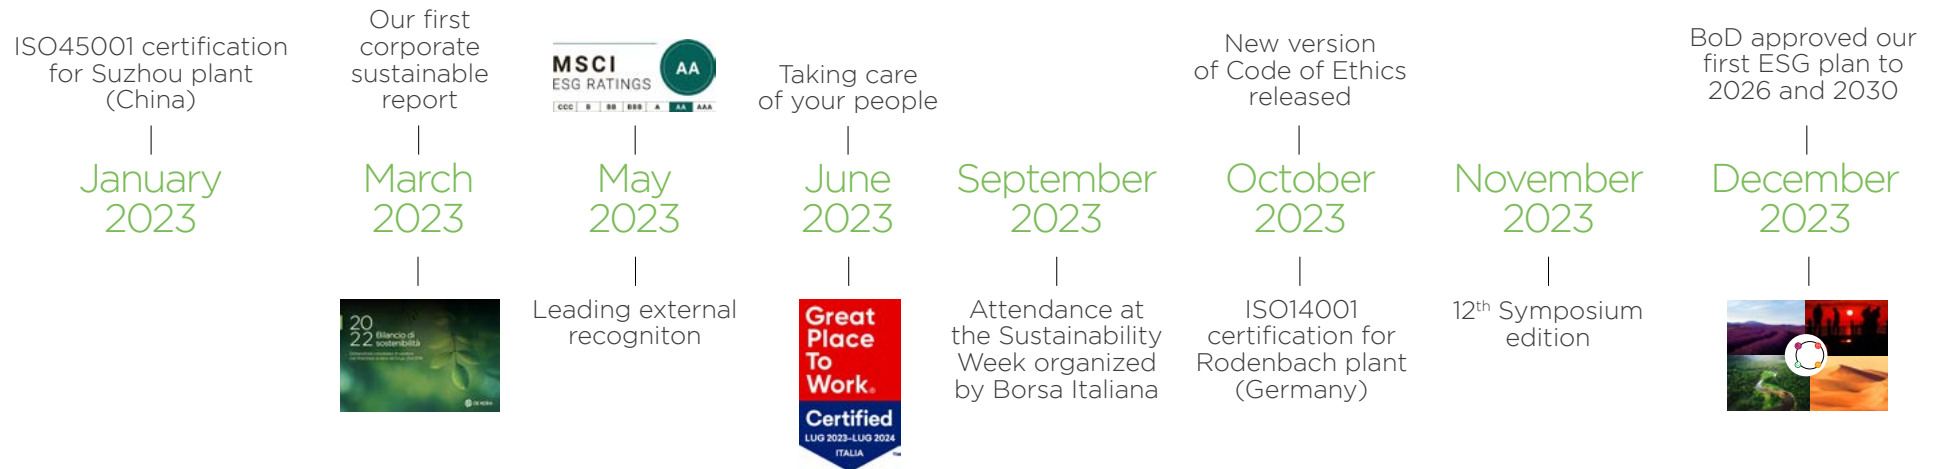 ISO45001 certification
for Suzhou plant
(China)
January
2023
Our first
corporate
sustainable
report
March
2023
20
22 Bilancio di
sostenibilità
DE NORA
MSCI
ESG RATINGS
AA
CCC B BB BBB A AA AAA
May
2023
Leading external
recogniton
Taking care
of your people
June
2023
Great
Place
To
Work®
Certified
LUG 2023–LUG 2024
ITALIA
September
2023
Attendance at
the Sustainability
Week organized
by Borsa Italiana
New version
of Code of Ethics
released
October
2023
ISO14001
certification for
Rodenbach plant
(Germany)
November
2023
12th Symposium
edition
BoD approved our
first ESG plan to
2026 and 2030
December
2023